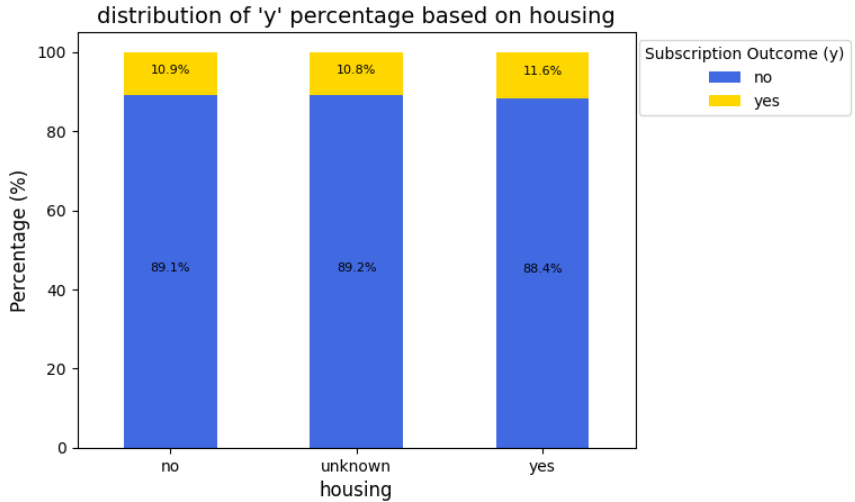 distribution of 'y' percentage based on housing
Subscription Outcome (y)
no
yes
Percentage (%)
100
80
60
40
20
0
10.9%
10.8%
11.6%
89.1%
89.2%
88.4%
no
unknown
yes
housing